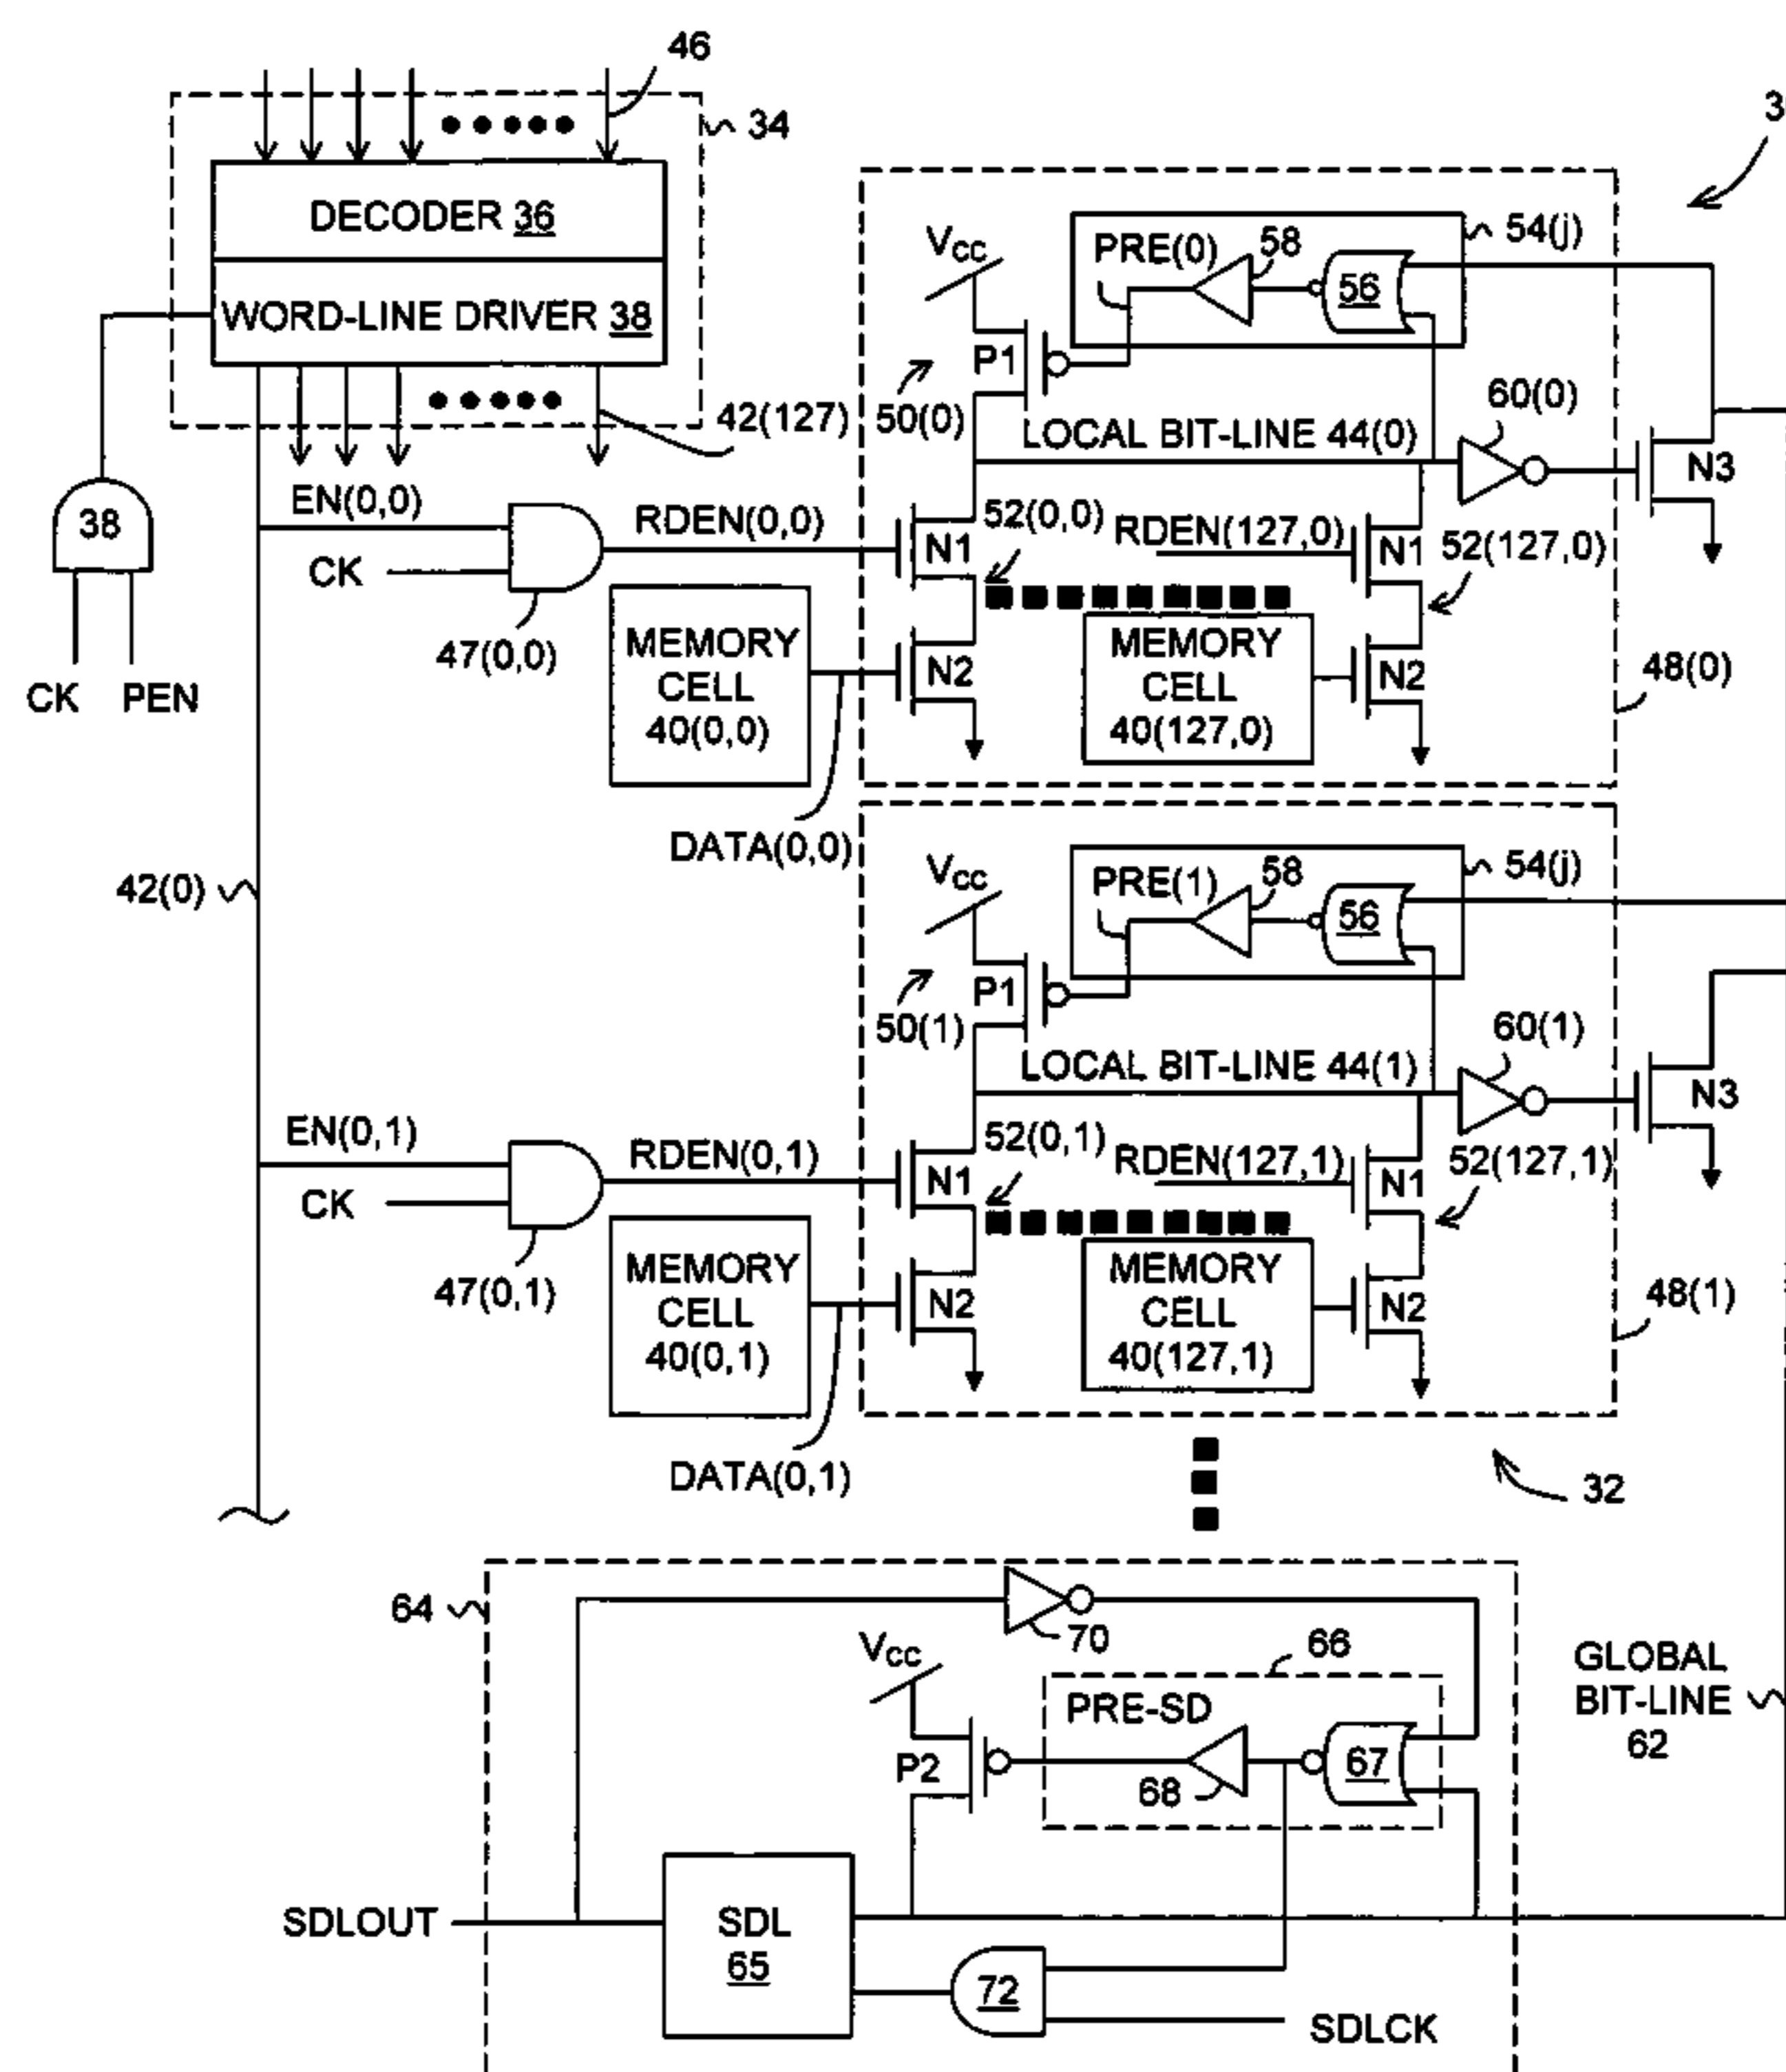 46
34
3
DECODER 36
WORD-LINE DRIVER 38
42(127)
38
CK PEN
EN(0,0)
CK
47(0,0)
RDEN(0,0)
MEMORY
CELL
40(0,0)
DATA(0,0)
VCC
PRE(0)
58
56
54(j)
P1
50(0)
LOCAL BIT-LINE 44(0)
60(0)
N3
52(0,0)
N1
RDEN(127,0)
N1
52(127,0)
N2
MEMORY
CELL
40(127,0)
N2
48(0)
42(0)
VCC
PRE(1)
58
56
54(j)
P1
50(1)
LOCAL BIT-LINE 44(1)
60(1)
N3
EN(0,1)
CK
47(0,1)
RDEN(0,1)
MEMORY
CELL
40(0,1)
DATA(0,1)
52(0,1)
N1
RDEN(127,1)
N1
52(127,1)
N2
MEMORY
CELL
40(127,1)
N2
48(1)
32
64
70
VCC
66
PRE-SD
P2
68
67
GLOBAL
BIT-LINE
62
SDLOUT
SDL
65
72
SDLCK